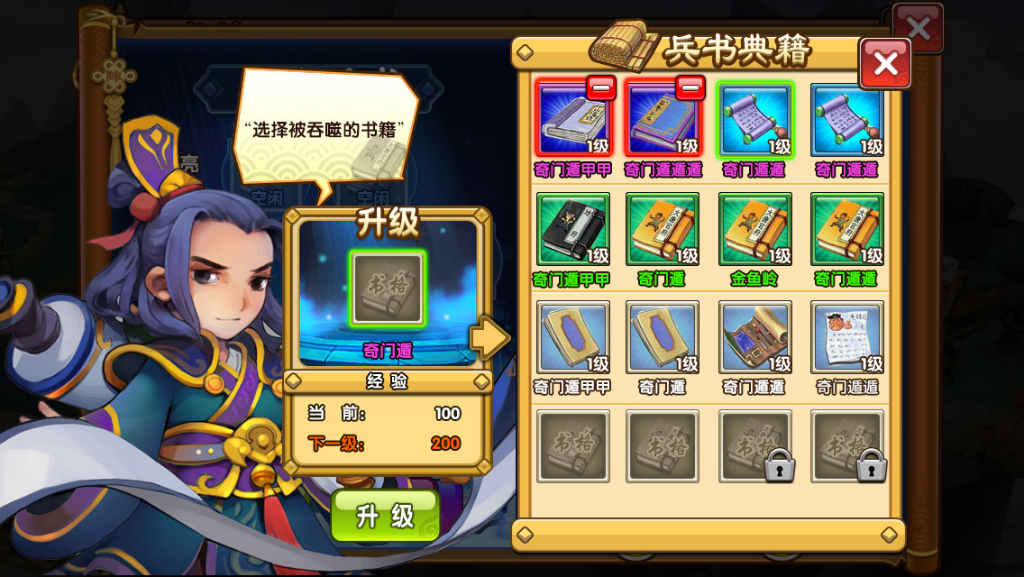 兵书典籍
“选择被吞噬的书籍”
亮
空闲
空闲
升级
书格
奇门遁
经验
当 前: 100
下一级: 200
升 级
1级 1级 1级 1级
奇门遁甲甲 奇门遁遁遁 奇门遁遁 奇门遁遁
1级 1级 1级 1级
奇门遁甲甲 奇门遁 金鱼岭 奇门遁遁
1级 1级 1级 1级
奇门遁甲甲 奇门遁 奇门遁遁 奇门遁遁
书格 书格 书格 书格